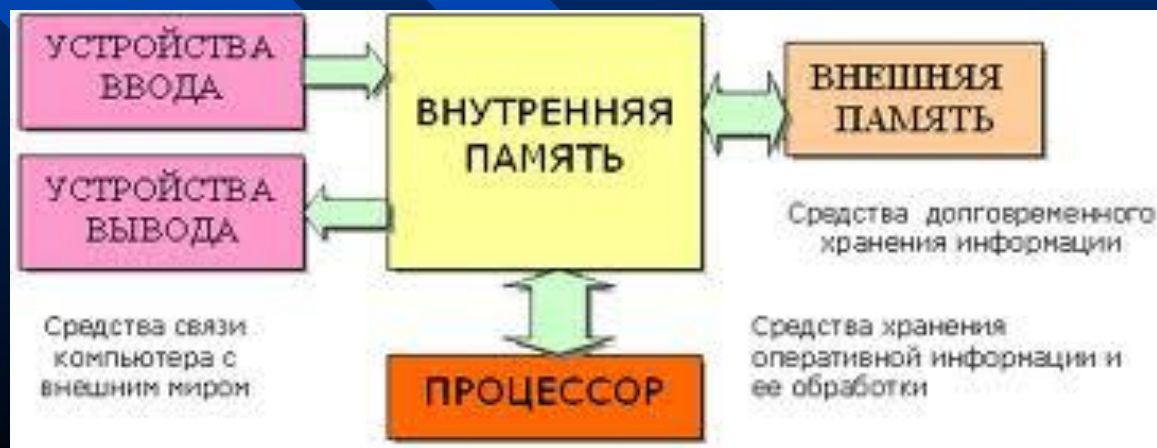 УСТРОЙСТВА
ВВОДА
УСТРОЙСТВА
ВЫВОДА
Средства связи
компьютера с
внешним миром
ВНУТРЕННЯЯ
ПАМЯТЬ
ПРОЦЕССОР
ВНЕШНЯЯ
ПАМЯТЬ
Средства долговременного
хранения информации
Средства хранения
оперативной информации и
ее обработки